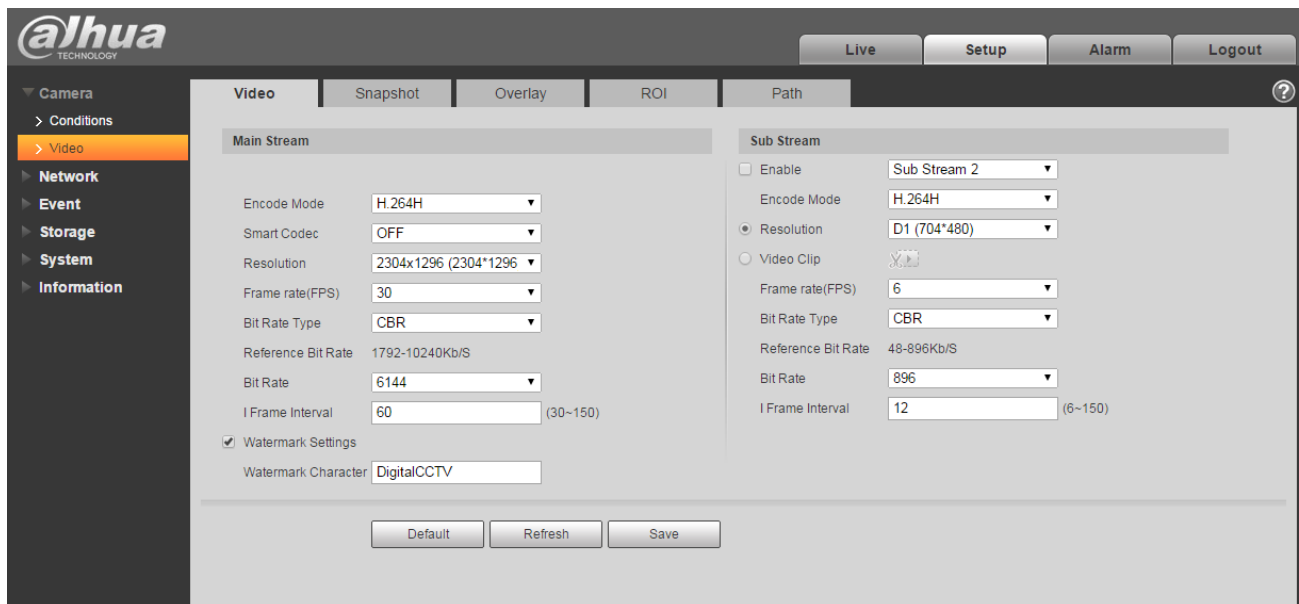 alhua
TECHNOLOGY
Live Setup Alarm Logout
Camera
Conditions
Video
Network
Event
Storage
System
Information
Video Snapshot Overlay ROI Path
?
Main Stream
Encode Mode H.264H
Smart Codec OFF
Resolution 2304x1296 (2304*1296
Frame rate(FPS) 30
Bit Rate Type CBR
Reference Bit Rate 1792-10240Kb/S
Bit Rate 6144
I Frame Interval 60 (30~150)
Watermark Settings
Watermark Character DigitalCCTV
Sub Stream
Enable Sub Stream 2
Encode Mode H.264H
Resolution D1 (704*480)
Video Clip
Frame rate(FPS) 6
Bit Rate Type CBR
Reference Bit Rate 48-896Kb/S
Bit Rate 896
I Frame Interval 12 (6~150)
Default Refresh Save